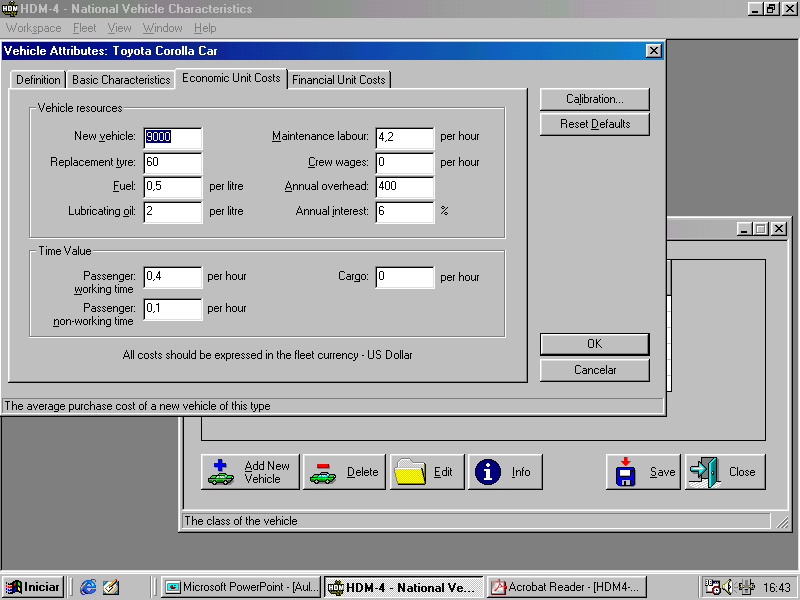 HDM-4 - National Vehicle Characteristics
Workspace Fleet View Window Help
Vehicle Attributes: Toyota Corolla Car
Definition Basic Characteristics Economic Unit Costs Financial Unit Costs
Calibration...
Reset Defaults
Vehicle resources
New vehicle: 9000 Maintenance labour: 4,2 per hour
Replacement tyre: 60 Crew wages: 0 per hour
Fuel: 0,5 per litre Annual overhead: 400
Lubricating oil: 2 per litre Annual interest: 6 %
Time Value
Passenger: working time 0,4 per hour Cargo: 0 per hour
Passenger: non-working time 0,1 per hour
All costs should be expressed in the fleet currency - US Dollar
OK
Cancelar
The average purchase cost of a new vehicle of this type
Add New Vehicle Delete Edit Info Save Close
The class of the vehicle
Iniciar Microsoft PowerPoint - [Aul... HDM-4 - National Ve... Acrobat Reader - [HDM4-... 16:43